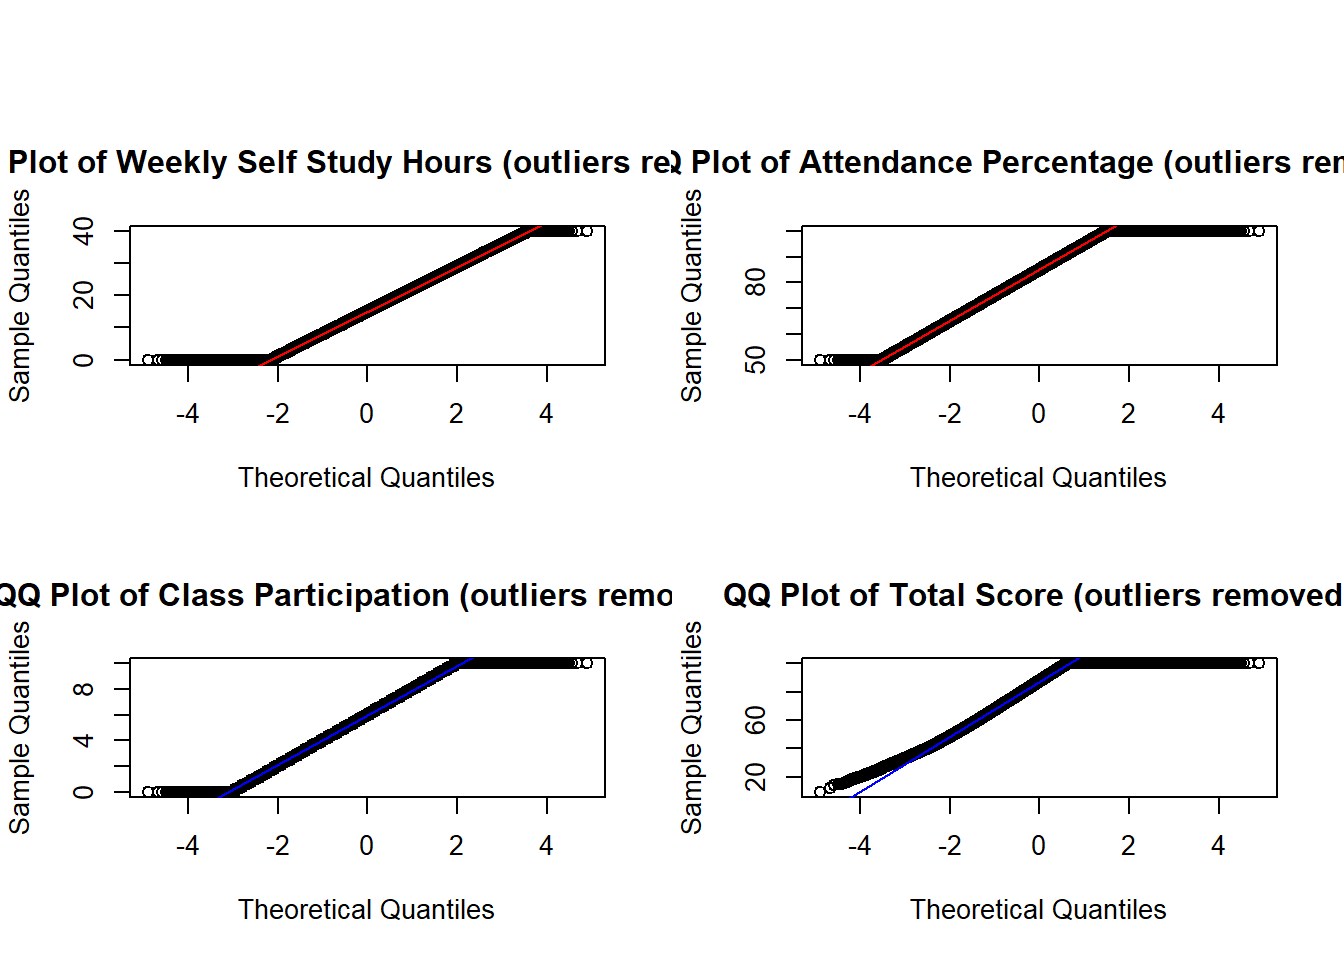 Plot of Weekly Self Study Hours (outliers re
Sample Quantiles
40
20
0
-4 -2 0 2 4
Theoretical Quantiles
Q Plot of Attendance Percentage (outliers rem
Sample Quantiles
80
50
-4 -2 0 2 4
Theoretical Quantiles
QQ Plot of Class Participation (outliers remo
Sample Quantiles
8
4
0
-4 -2 0 2 4
Theoretical Quantiles
QQ Plot of Total Score (outliers removed
Sample Quantiles
60
20
-4 -2 0 2 4
Theoretical Quantiles